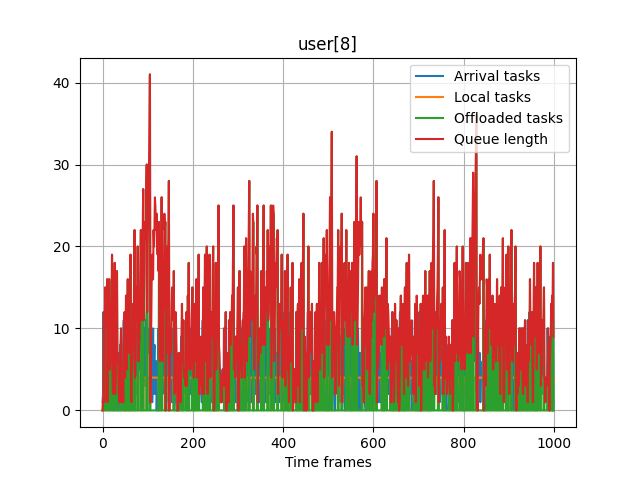 user[8]
Arrival tasks
Local tasks
Offloaded tasks
Queue length
40
30
20
10
0
0 200 400 600 800 1000
Time frames